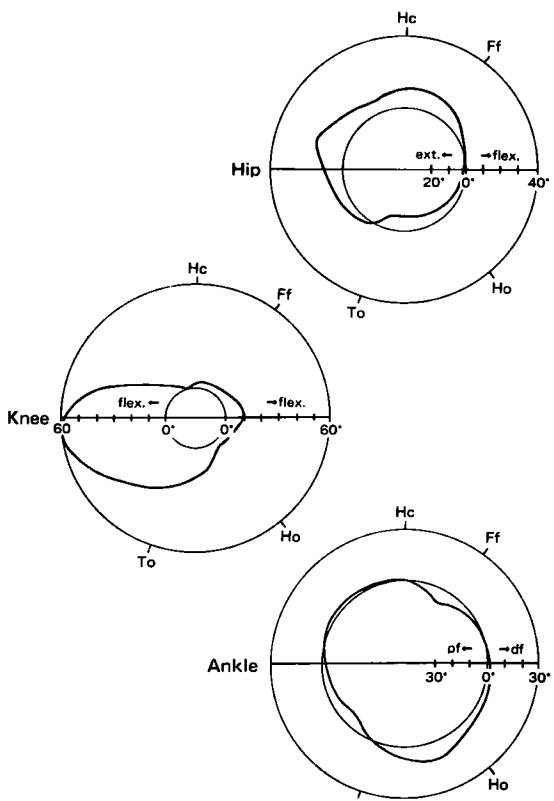 Hc
Ff
ext.← →flex.
Hip
20° 0° 40°
Ho
To
Hc
Ff
flex.← →flex.
Knee
60 0° 0° 60°
Ho
To
Hc
Ff
pf← →df
Ankle
30° 0° 30°
Ho